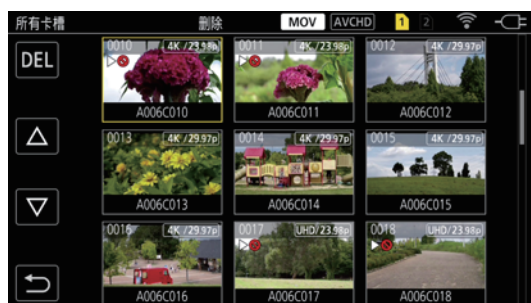 所有卡槽 刪除 MOV AVCHD 1 2
DEL
0010 4K /23.98p
A006C010
0011 4K /23.98p
A006C011
0012 4K /29.97p
A006C012
0013 4K /29.97p
A006C013
0014 4K /29.97p
A006C014
0015 4K /29.97p
A006C015
0016 4K /29.97p
A006C016
0017 UHD/23.98p
A006C017
0018 UHD/23.98p
A006C018